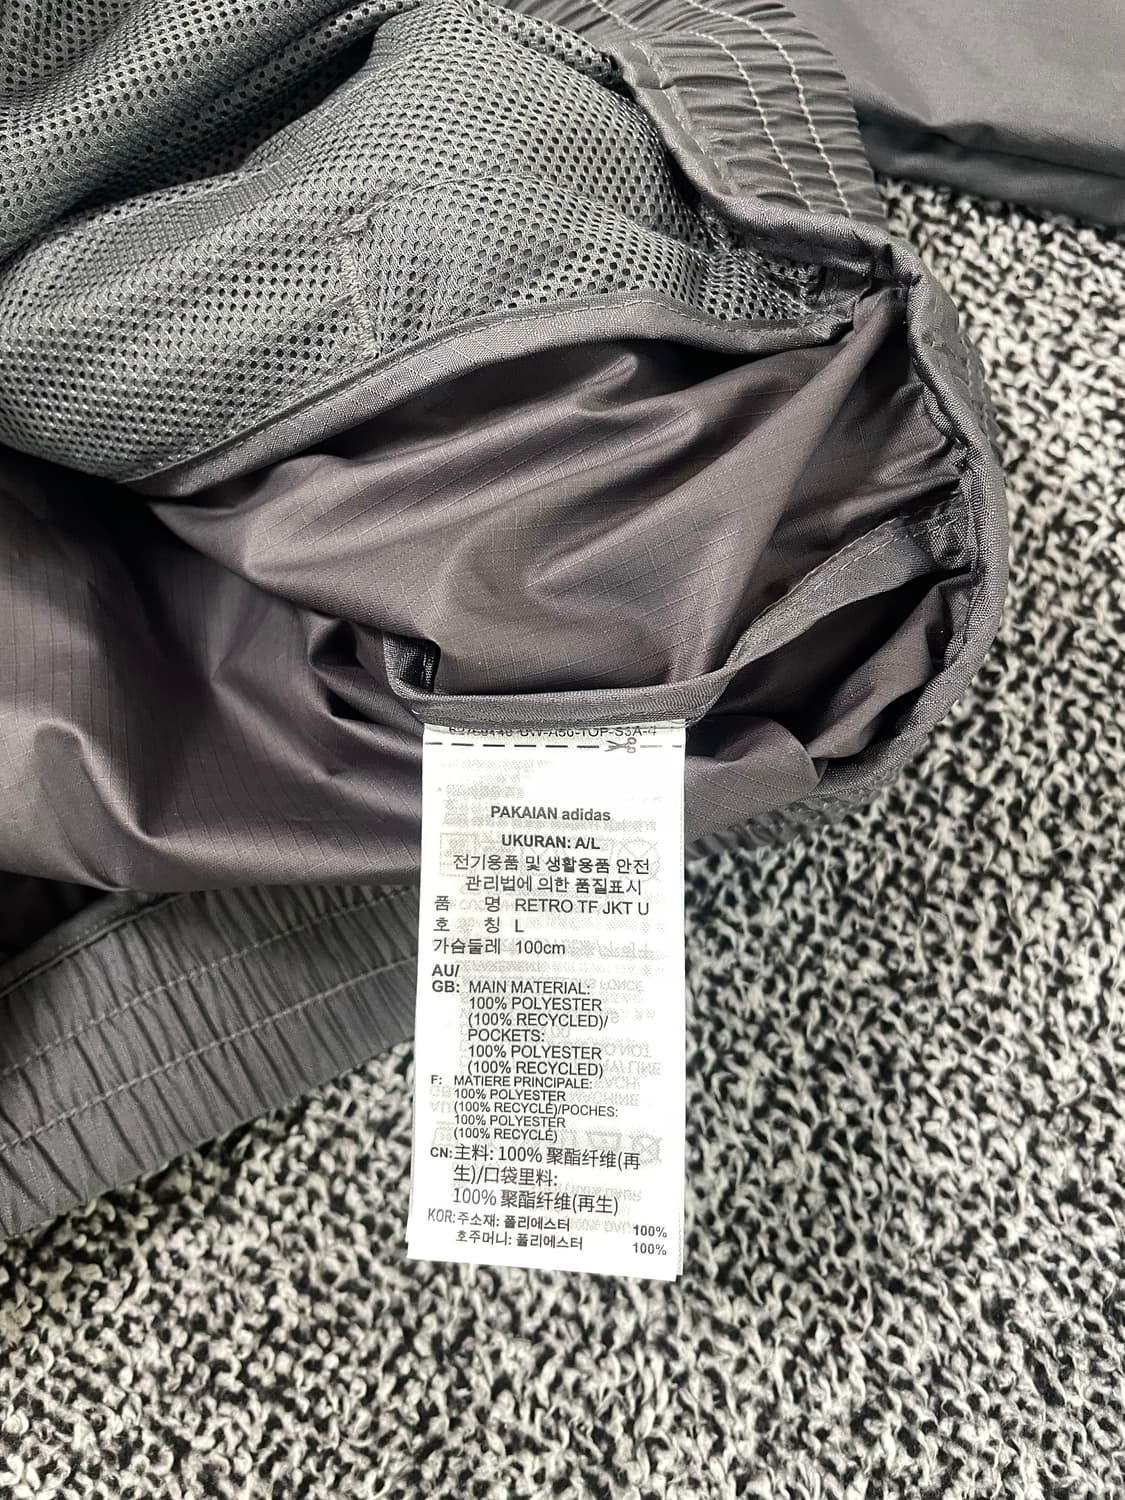 PAKAIAN adidas
UKURAN: A/L
전기용품 및 생활용품 안전
관리법에 의한 품질표시
품 명 RETRO TF JKT U
호 칭 L
가슴둘레 100cm
AU/
GB: MAIN MATERIAL:
100% POLYESTER
(100% RECYCLED)/
POCKETS:
100% POLYESTER
(100% RECYCLED)
F: MATIERE PRINCIPALE:
100% POLYESTER
(100% RECYCLÉ)/POCHES:
100% POLYESTER
(100% RECYCLÉ)
CN: 主料: 100% 聚酯纤维(再
生)/口袋里料:
100% 聚酯纤维(再生)
KOR: 주소재: 폴리에스터 100%
호주머니: 폴리에스터 100%